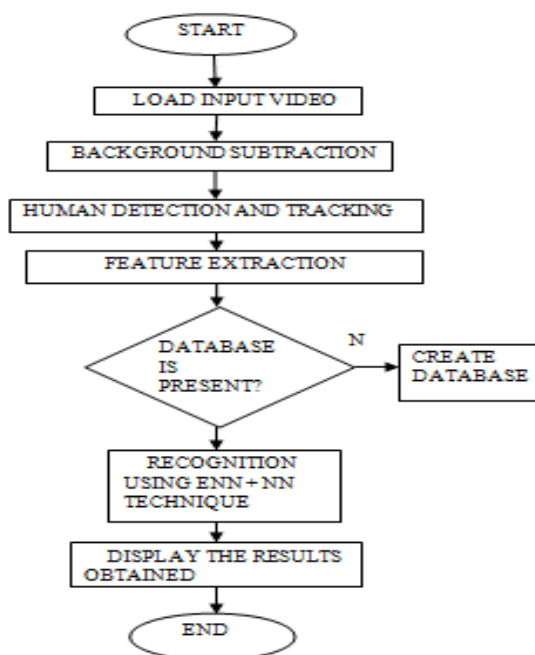 START
LOAD INPUT VIDEO
BACKGROUND SUBTRACTION
HUMAN DETECTION AND TRACKING
FEATURE EXTRACTION
DATABASE
IS
PRESENT?
N
CREATE
DATABASE
RECOGNITION
USING ENN + NN
TECHNIQUE
DISPLAY THE RESULTS
OBTAINED
END